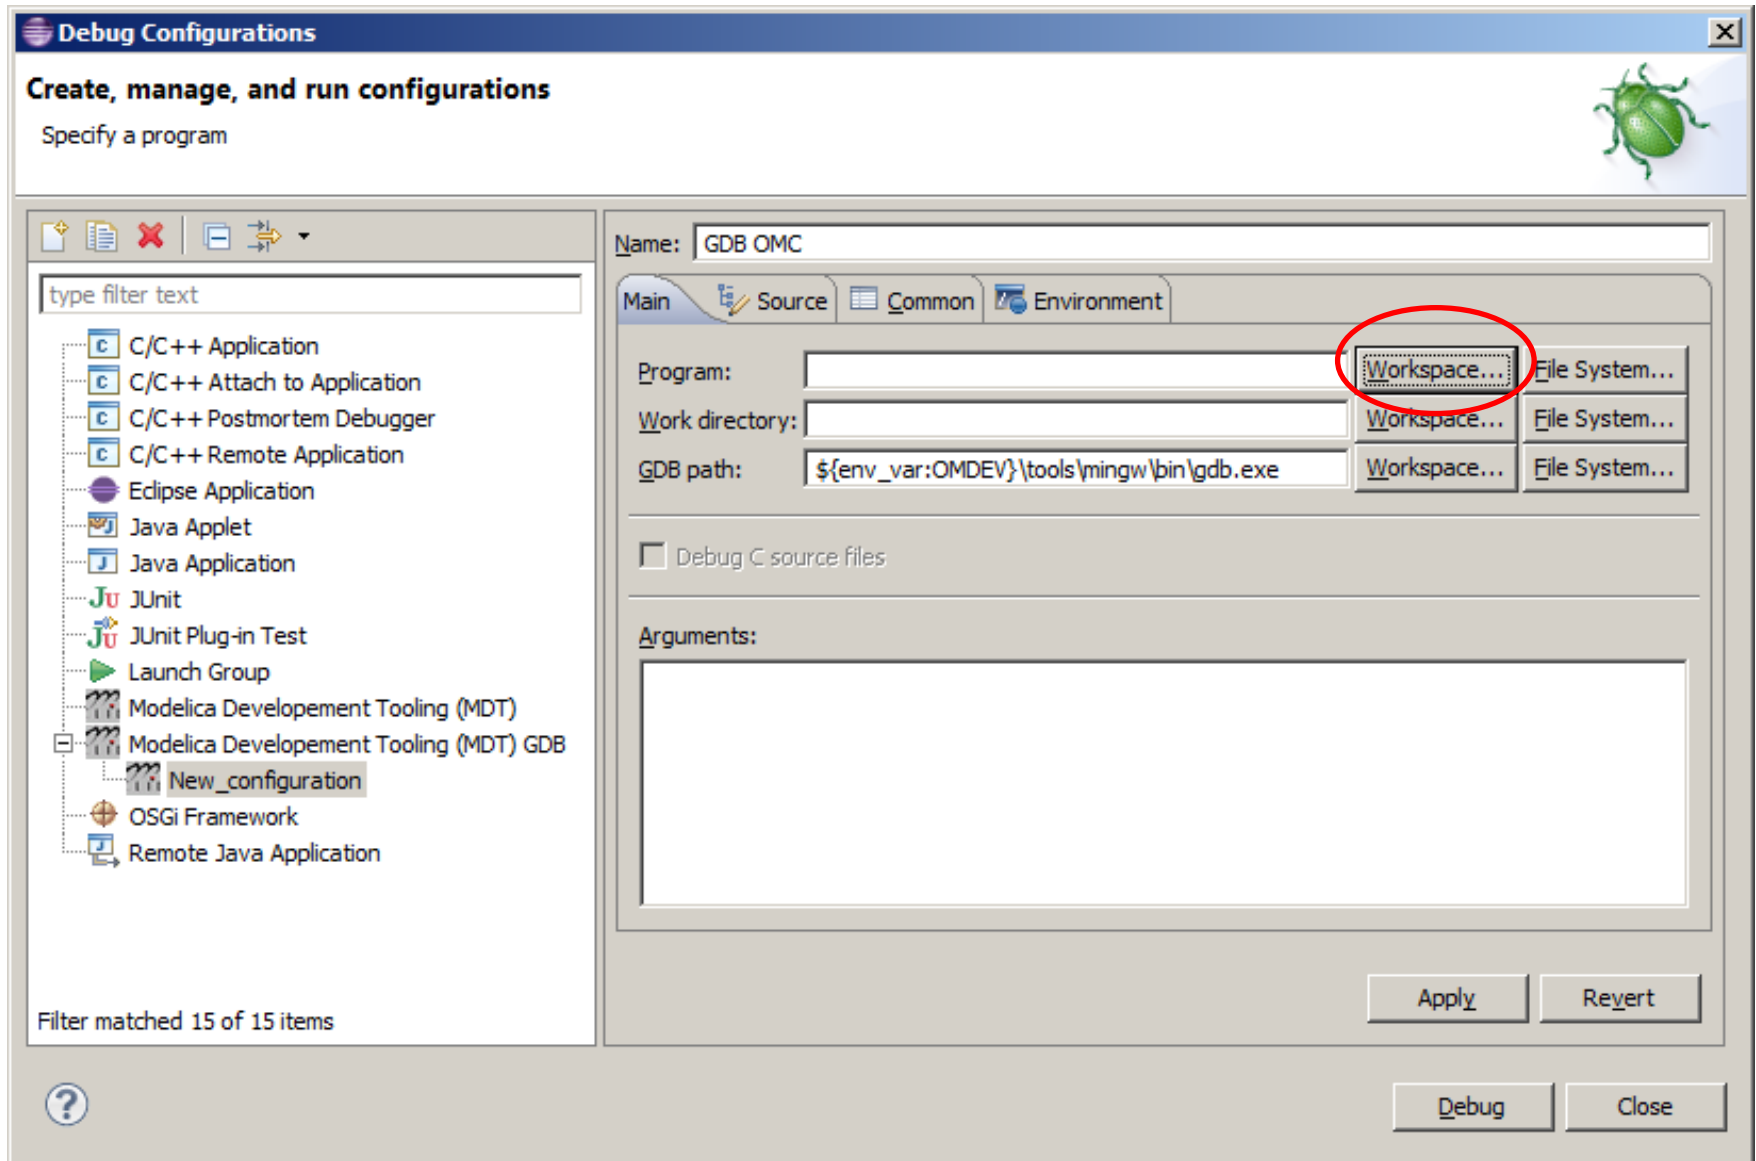 Debug Configurations
Create, manage, and run configurations
Specify a program
type filter text
C/C++ Application
C/C++ Attach to Application
C/C++ Postmortem Debugger
C/C++ Remote Application
Eclipse Application
Java Applet
Java Application
JUnit
JUnit Plug-in Test
Launch Group
Modelica Developement Tooling (MDT)
Modelica Developement Tooling (MDT) GDB
New_configuration
OSGi Framework
Remote Java Application
Filter matched 15 of 15 items
Name: GDB OMC
Main Source Common Environment
Program: Workspace... File System...
Work directory: Workspace... File System...
GDB path: ${env_var:OMDEV}\tools\mingw\bin\gdb.exe Workspace... File System...
Debug C source files
Arguments:
Apply Revert
Debug Close